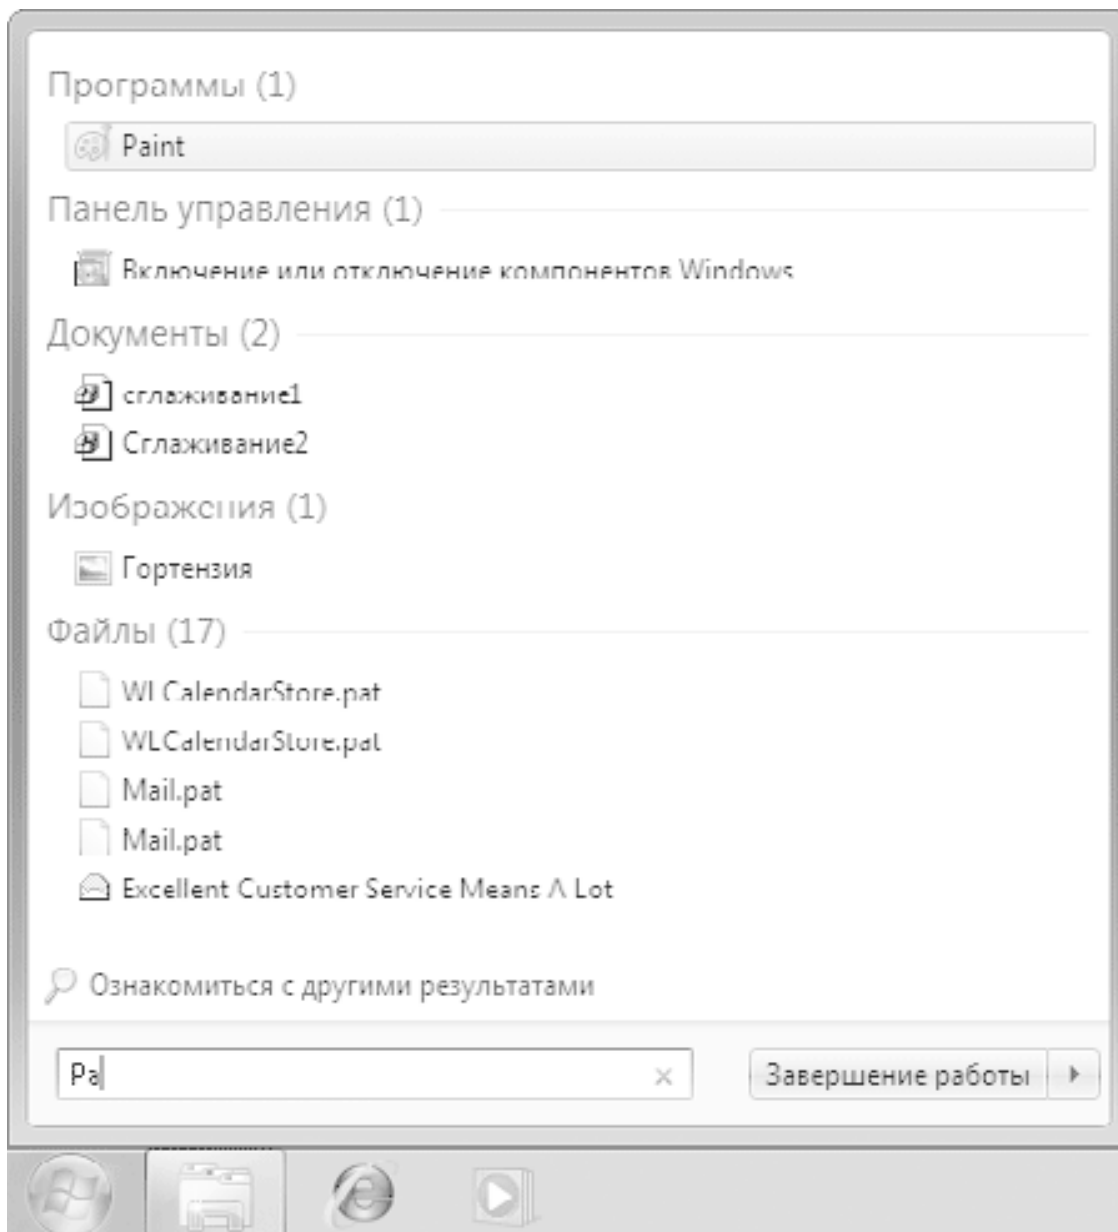 Программы (1)
Paint
Панель управления (1)
Включение или отключение компонентов Windows
Документы (2)
сглаживание1
Сглаживание2
Изображения (1)
Гортензия
Файлы (17)
WLCalendarStore.pat
WLCalendarStore.pat
Mail.pat
Mail.pat
Excellent Customer Service Means A Lot
Ознакомиться с другими результатами
Pa
Завершение работы